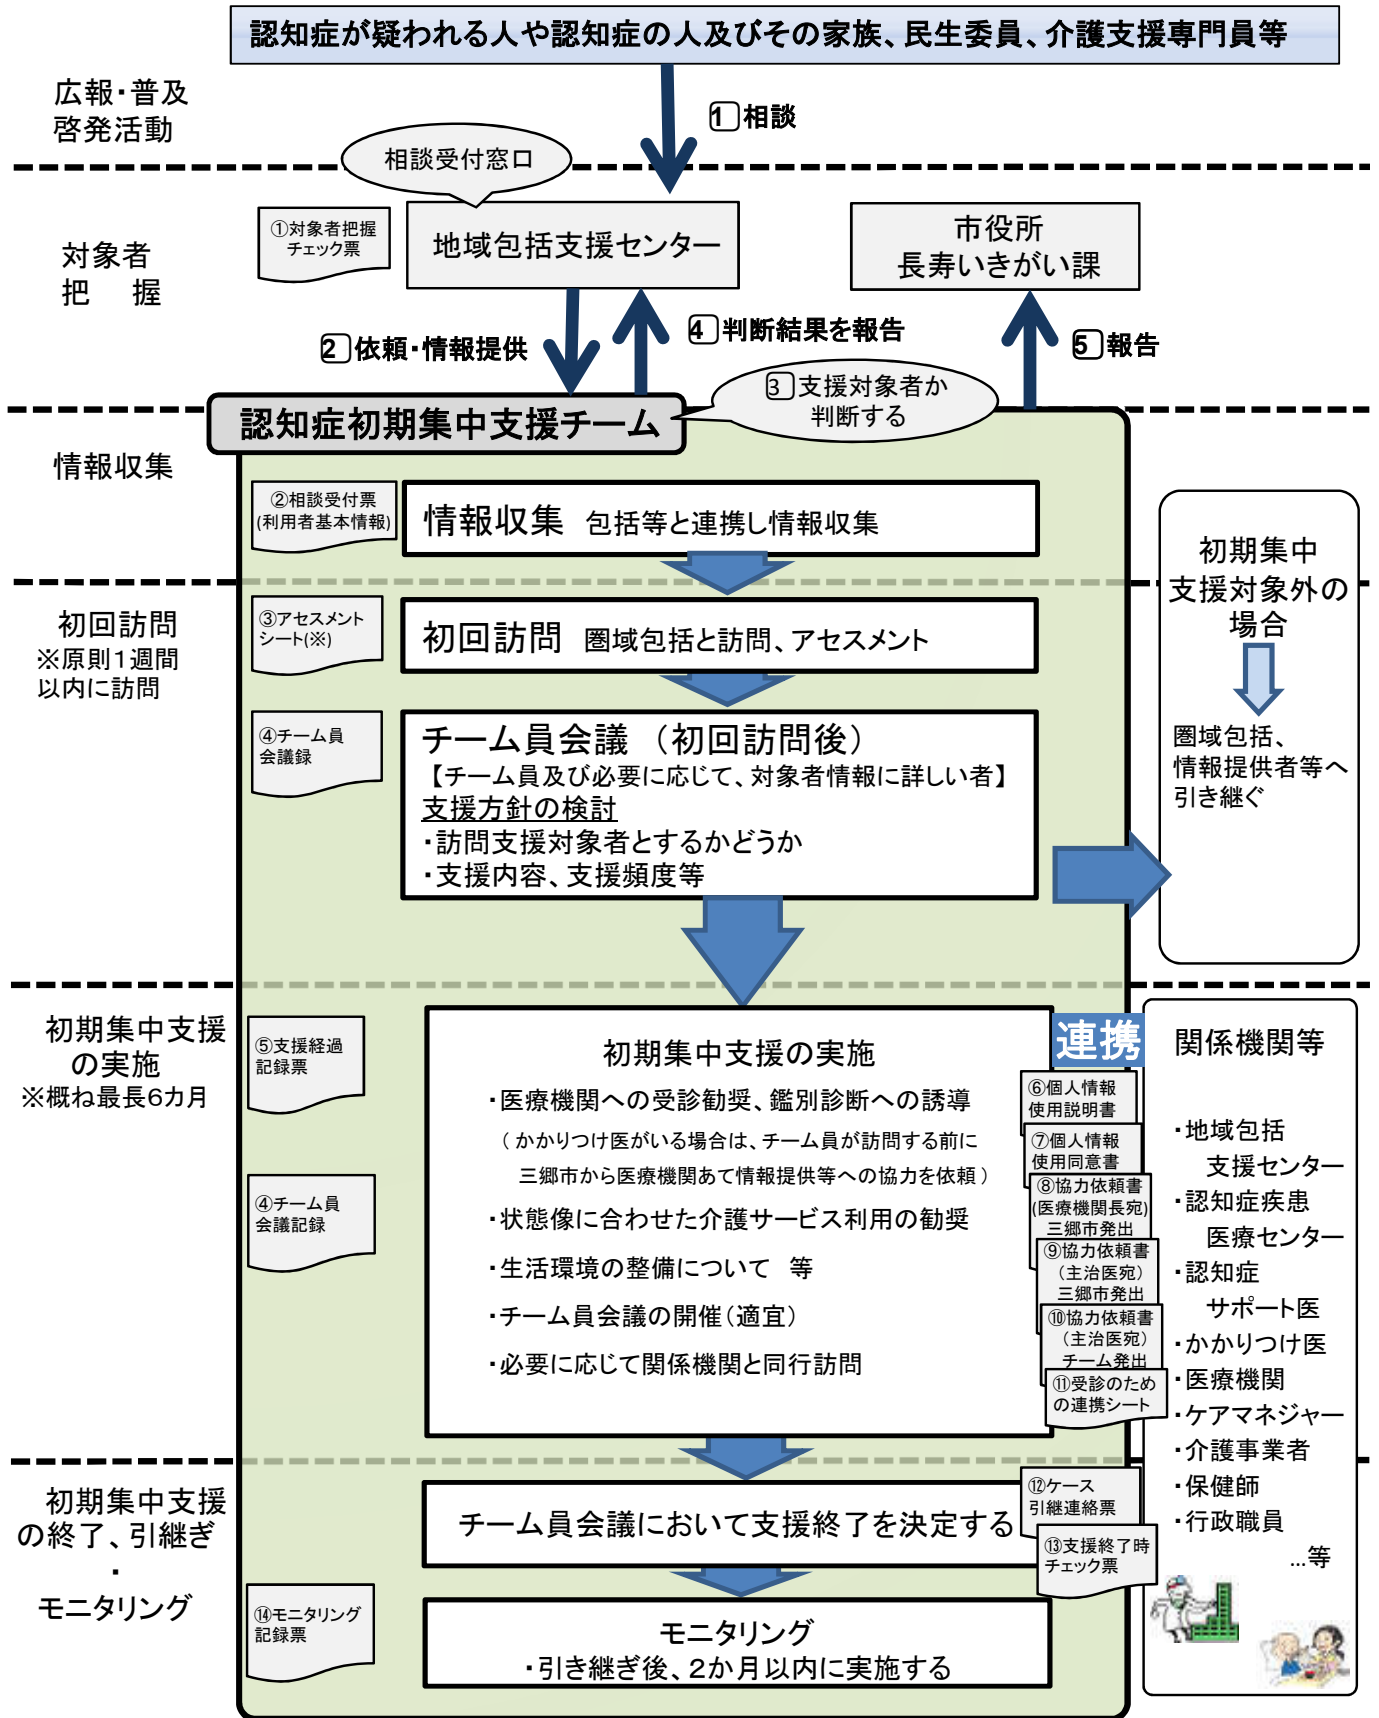 認知症が疑われる人や認知症の人及びその家族、民生委員、介護支援専門員等
広報・普及
啓発活動
1 相談
相談受付窓口
対象者
把　握
①対象者把握
チェック票
地域包括支援センター
市役所
長寿いきがい課
2 依頼・情報提供
4 判断結果を報告
5 報告
3 支援対象者か
判断する
認知症初期集中支援チーム
情報収集
②相談受付票
(利用者基本情報)
情報収集 包括等と連携し情報収集
初回訪問
※原則１週間
以内に訪問
③アセスメント
シート(※)
初回訪問 圏域包括と訪問、アセスメント
④チーム員
会議録
チーム員会議 （初回訪問後）
【チーム員及び必要に応じて、対象者情報に詳しい者】
支援方針の検討
・訪問支援対象者とするかどうか
・支援内容、支援頻度等
初期集中
支援対象外の
場合
圏域包括、
情報提供者等へ
引き継ぐ
初期集中支援
の実施
※概ね最長6カ月
⑤支援経過
記録票
④チーム員
会議記録
初期集中支援の実施
・医療機関への受診勧奨、鑑別診断への誘導
（かかりつけ医がいる場合は、チーム員が訪問する前に
三郷市から医療機関あて情報提供等への協力を依頼）
・状態像に合わせた介護サービス利用の勧奨
・生活環境の整備について　等
・チーム員会議の開催（適宜）
・必要に応じて関係機関と同行訪問
連携
⑥個人情報
使用説明書
⑦個人情報
使用同意書
⑧協力依頼書
(医療機関長宛)
三郷市発出
⑨協力依頼書
（主治医宛）
三郷市発出
⑩協力依頼書
（主治医宛）
チーム発出
⑪受診のため
の連携シート
関係機関等
・地域包括
支援センター
・認知症疾患
医療センター
・認知症
サポート医
・かかりつけ医
・医療機関
・ケアマネジャー
・介護事業者
・保健師
・行政職員
…等
初期集中支援
の終了、引継ぎ
・
モニタリング
チーム員会議において支援終了を決定する
⑫ケース
引継連絡票
⑬支援終了時
チェック票
⑭モニタリング
記録票
モニタリング
・引き継ぎ後、２か月以内に実施する